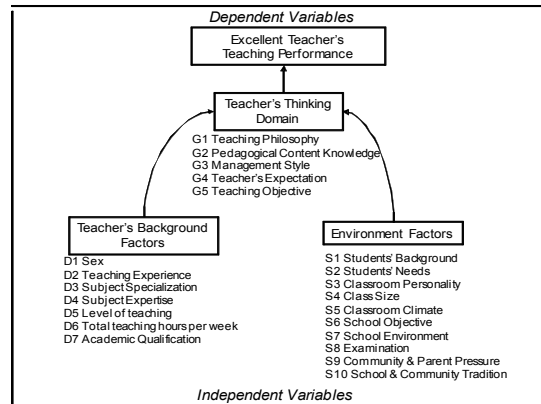 Dependent Variables
Excellent Teacher's
Teaching Performance
Teacher's Thinking
Domain
G1 Teaching Philosophy
G2 Pedagogical Content Knowledge
G3 Management Style
G4 Teacher's Expectation
G5 Teaching Objective
Teacher's Background
Factors
D1 Sex
D2 Teaching Experience
D3 Subject Specialization
D4 Subject Expertise
D5 Level of teaching
D6 Total teaching hours per week
D7 Academic Qualification
Environment Factors
S1 Students' Background
S2 Students' Needs
S3 Classroom Personality
S4 Class Size
S5 Classroom Climate
S6 School Objective
S7 School Environment
S8 Examination
S9 Community & Parent Pressure
S10 School & Community Tradition
Independent Variables